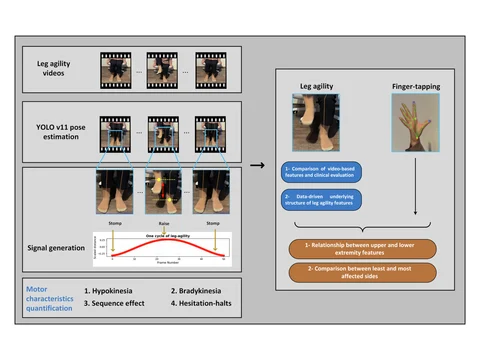 Leg agility
videos
...
...
YOLO v11 pose
estimation
...
...
...
...
Stomp
Raise
Stomp
Signal generation
One cycle of leg-agility
Frame Number
Motor
characteristics
quantification
1. Hypokinesia
2. Bradykinesia
3. Sequence effect
4. Hesitation-halts
Leg agility
Finger-tapping
1- Comparison of video-based
features and clinical evaluation
2- Data-driven underlying
structure of leg agility features
1- Relationship between upper and lower
extremity features
2- Comparison between least and most
affected sides